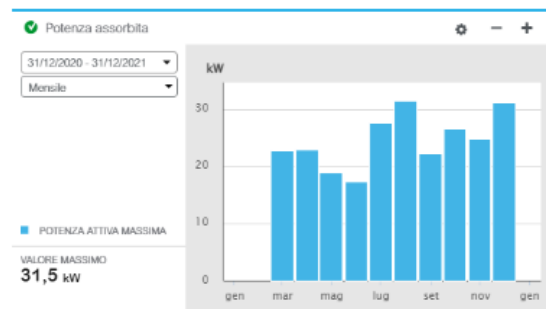 Potenza assorbita
31/12/2020 - 31/12/2021
Mensile
POTENZA ATTIVA MASSIMA
VALORE MASSIMO
31,5 kW
kW
30
20
10
0
gen mar mag lug set nov gen